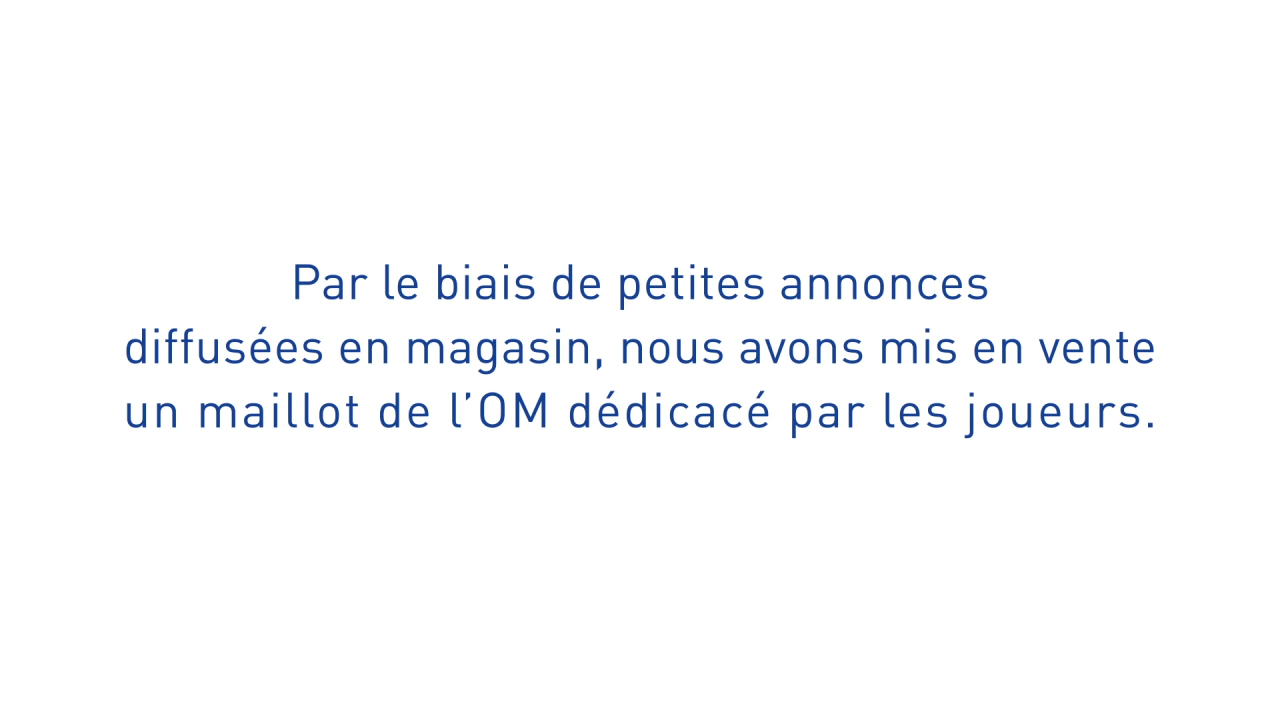 Par le biais de petites annonces
diffusées en magasin, nous avons mis en vente
un maillot de l’OM dédicacé par les joueurs.